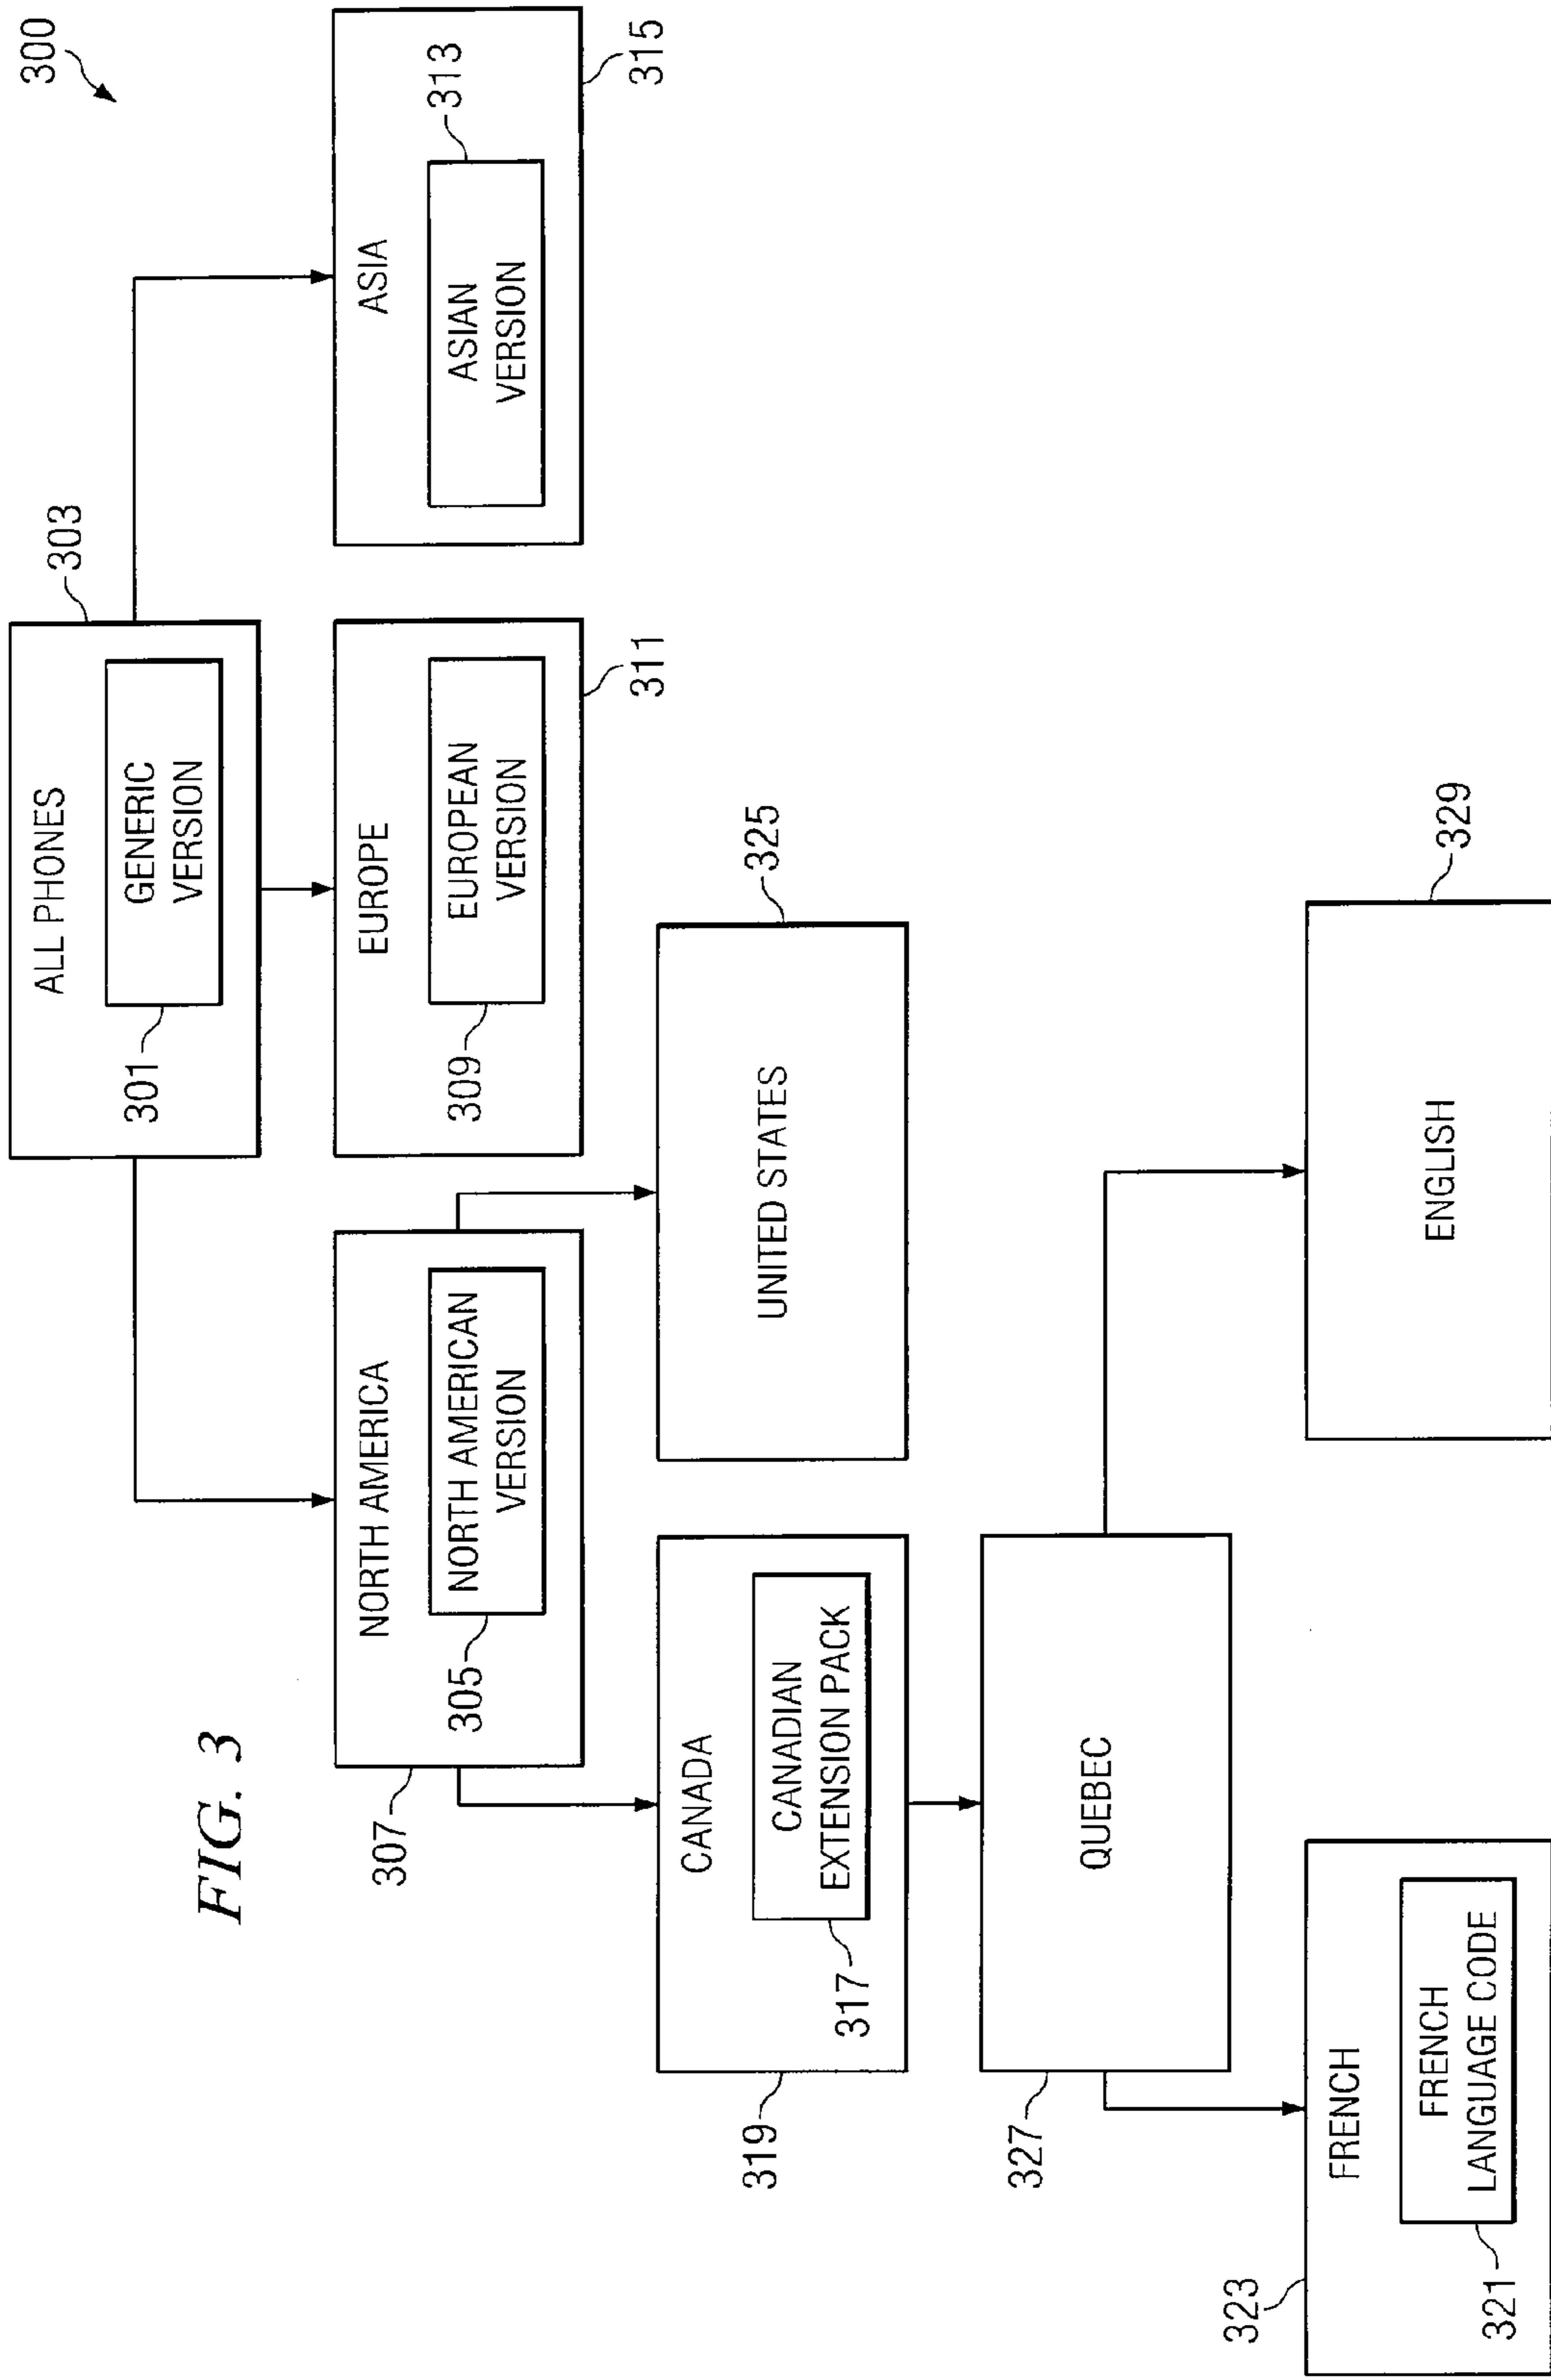 FIG. 3
300
ALL PHONES
303
GENERIC
VERSION
301
NORTH AMERICA
307
NORTH AMERICAN
VERSION
305
EUROPE
EUROPEAN
VERSION
309
311
ASIA
ASIAN
VERSION
313
315
CANADA
CANADIAN
EXTENSION PACK
317
319
UNITED STATES
325
QUEBEC
327
FRENCH
323
FRENCH
LANGUAGE CODE
321
ENGLISH
329